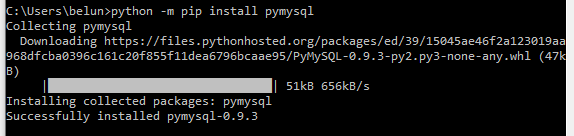 C:\Users\belun>python -m pip install pymysql
Collecting pymysql
  Downloading https://files.pythonhosted.org/packages/ed/39/15045ae46f2a123019aa
968dfcba0396c161c20f855f11dea6796bcaae95/PyMySQL-0.9.3-py2.py3-none-any.whl (47k
B)
    |████████████████████████████████| 51kB 656kB/s
Installing collected packages: pymysql
Successfully installed pymysql-0.9.3